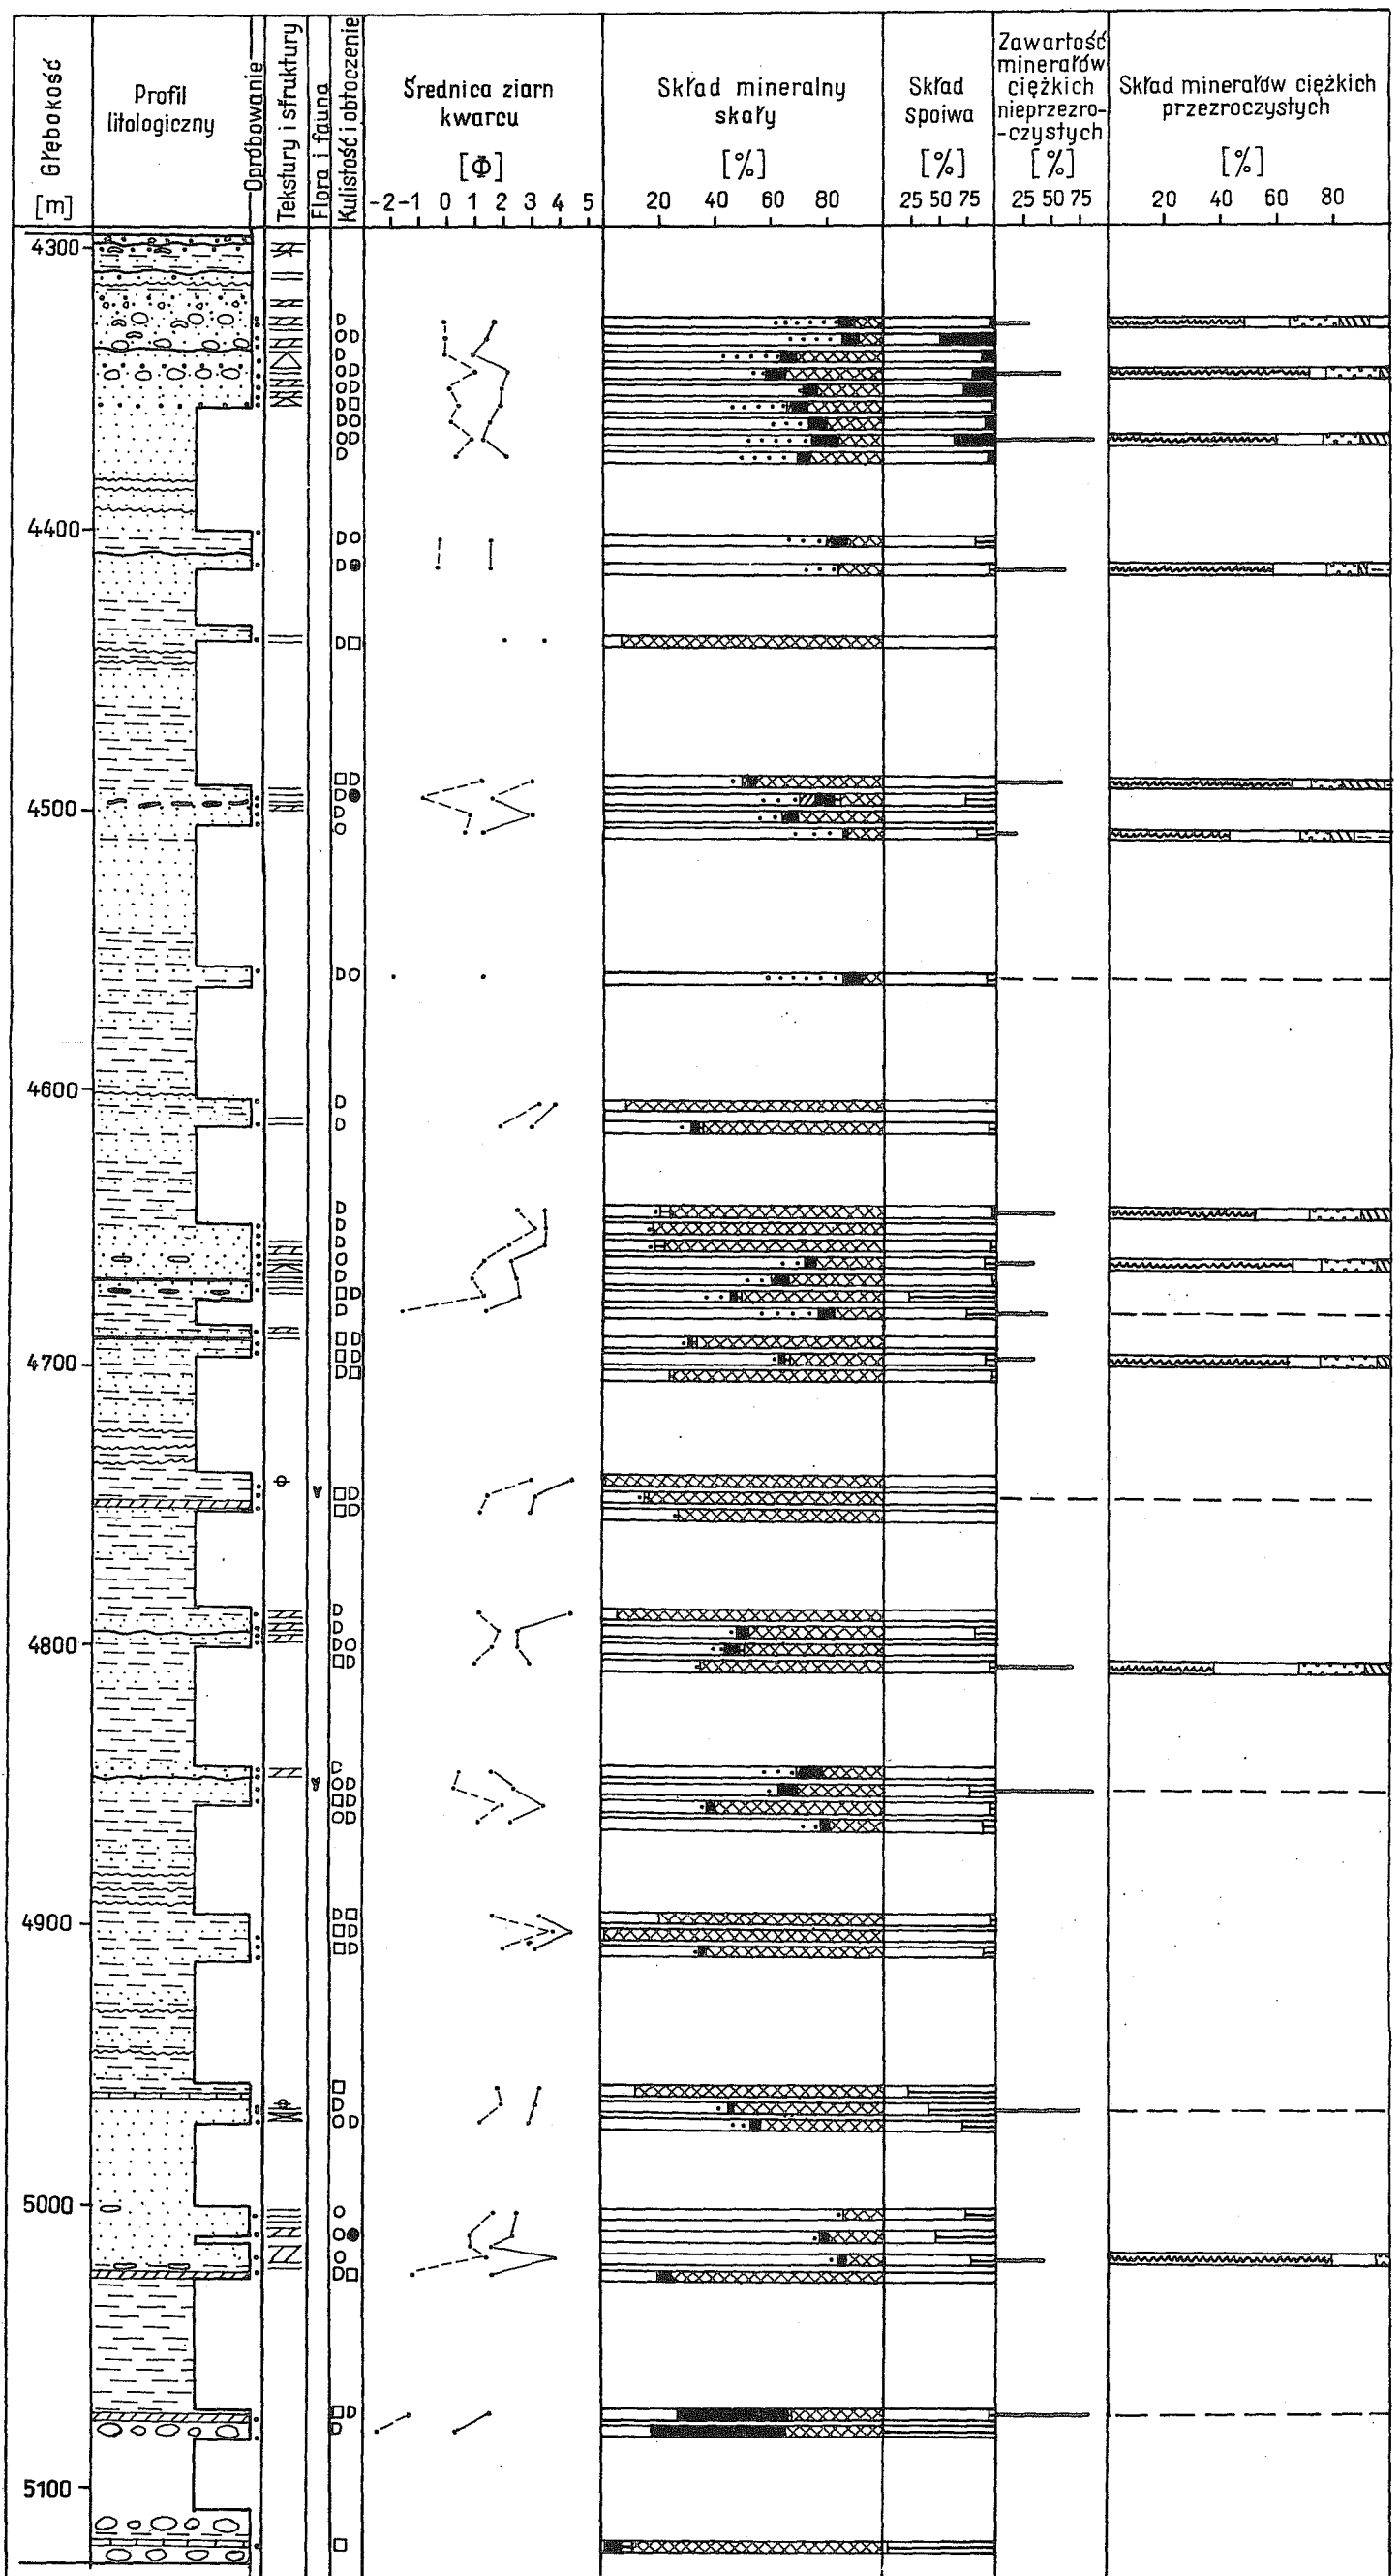 Głębokość
[m]
Profil
litologiczny
Opróbowanie
Tekstury i struktury
Flora i fauna
Kulistość i obtoczenie
Średnica ziarn
kwarcu
[Φ]
-2 -1 0 1 2 3 4 5
Skład mineralny
skały
[%]
20 40 60 80
Skład
spoiwa
[%]
25 50 75
Zawartość
minerałów
ciężkich
nieprzezro-
-czystych
[%]
25 50 75
Skład minerałów ciężkich
przezroczystych
[%]
20 40 60 80
4300
4400
4500
4600
4700
4800
4900
5000
5100